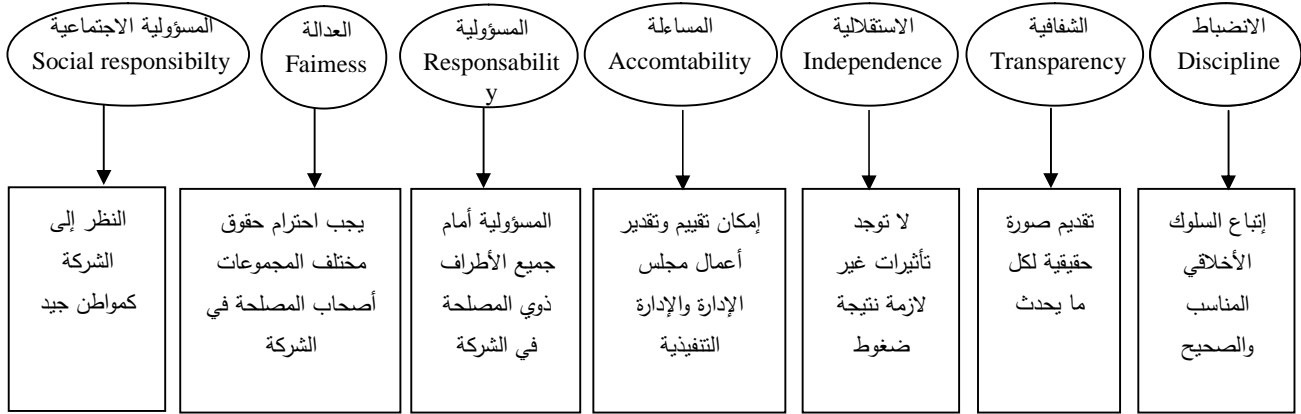 الانضباط
Discipline
الشفافية
Transparency
الاستقلالية
Independence
المساءلة
Accomtability
المسؤولية
Responsabilit
y
العدالة
Faimess
المسؤولية الاجتماعية
Social responsibilty
إتباع السلوك
الأخلاقي
المناسب
والصحيح
تقديم صورة
حقيقية لكل
ما يحدث
لا توجد
تأثيرات غير
لازمة نتيجة
ضغوط
إمكان تقييم وتقدير
أعمال مجلس
الإدارة والإدارة
التنفيذية
المسؤولية أمام
جميع الأطراف
ذوي المصلحة
في الشركة
يجب احترام حقوق
مختلف المجموعات
أصحاب المصلحة في
الشركة
النظر إلى
الشركة
كمواطن جيد